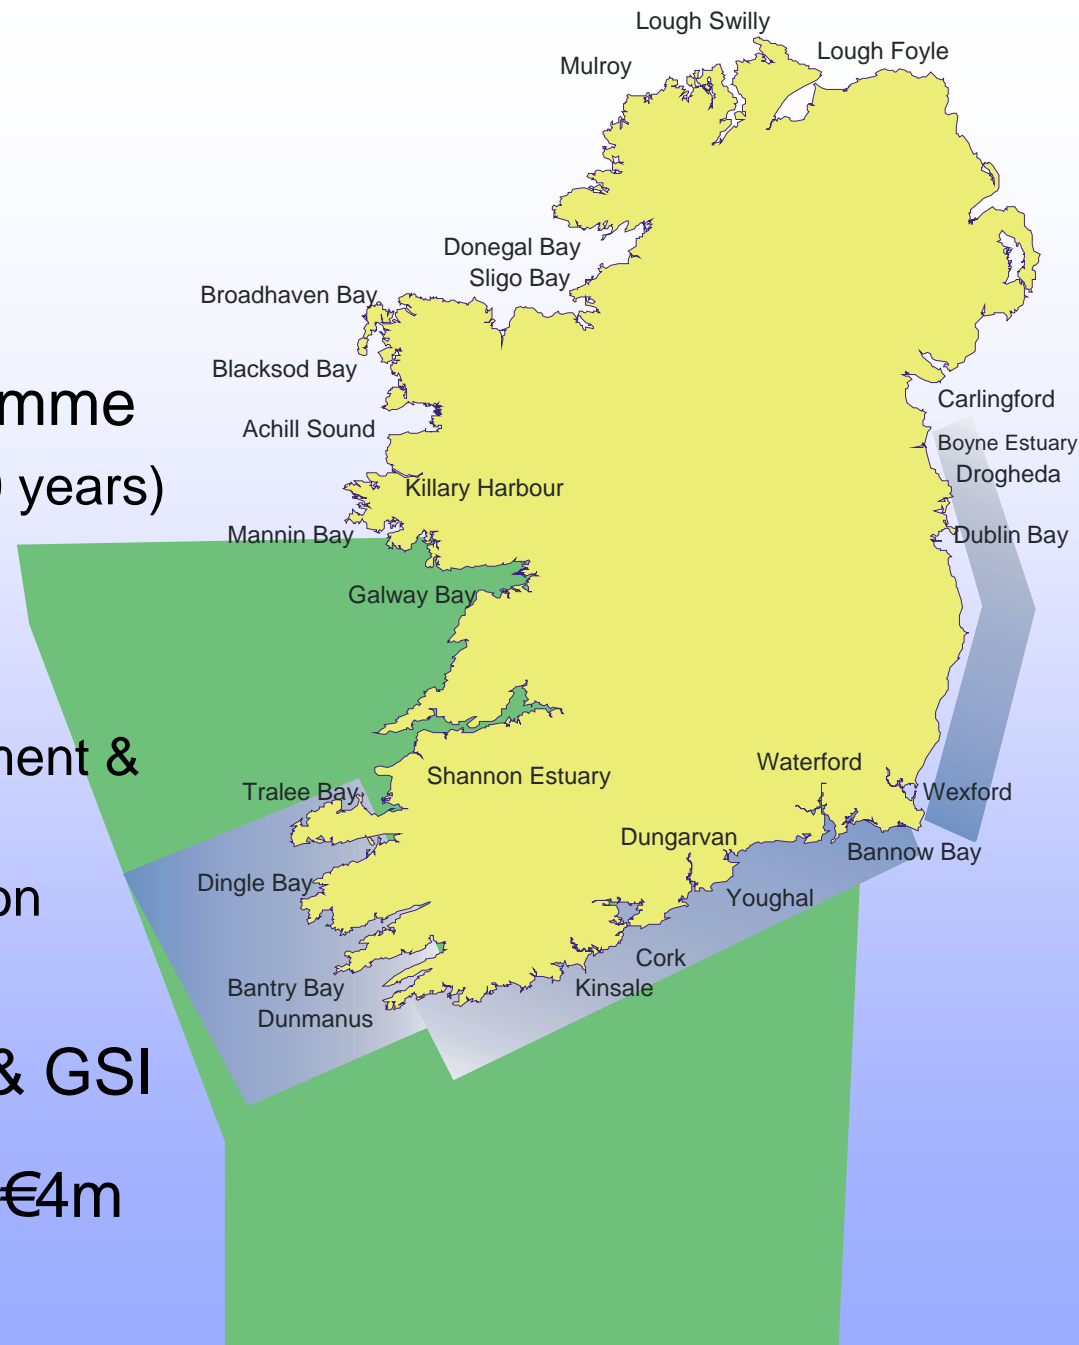 Lough Swilly
Lough Foyle
Mulroy
Donegal Bay
Sligo Bay
Broadhaven Bay
Blacksod Bay
mme
Carlingford
Achill Sound
Boyne Estuary
Drogheda
years)
Killary Harbour
Mannin Bay
Dublin Bay
Galway Bay
ment &
Waterford
Shannon Estuary
Tralee Bay
Wexford
Dungarvan
Bannow Bay
Dingle Bay
on
Youghal
Cork
Bantry Bay
Kinsale
Dunmanus
& GSI
€4m